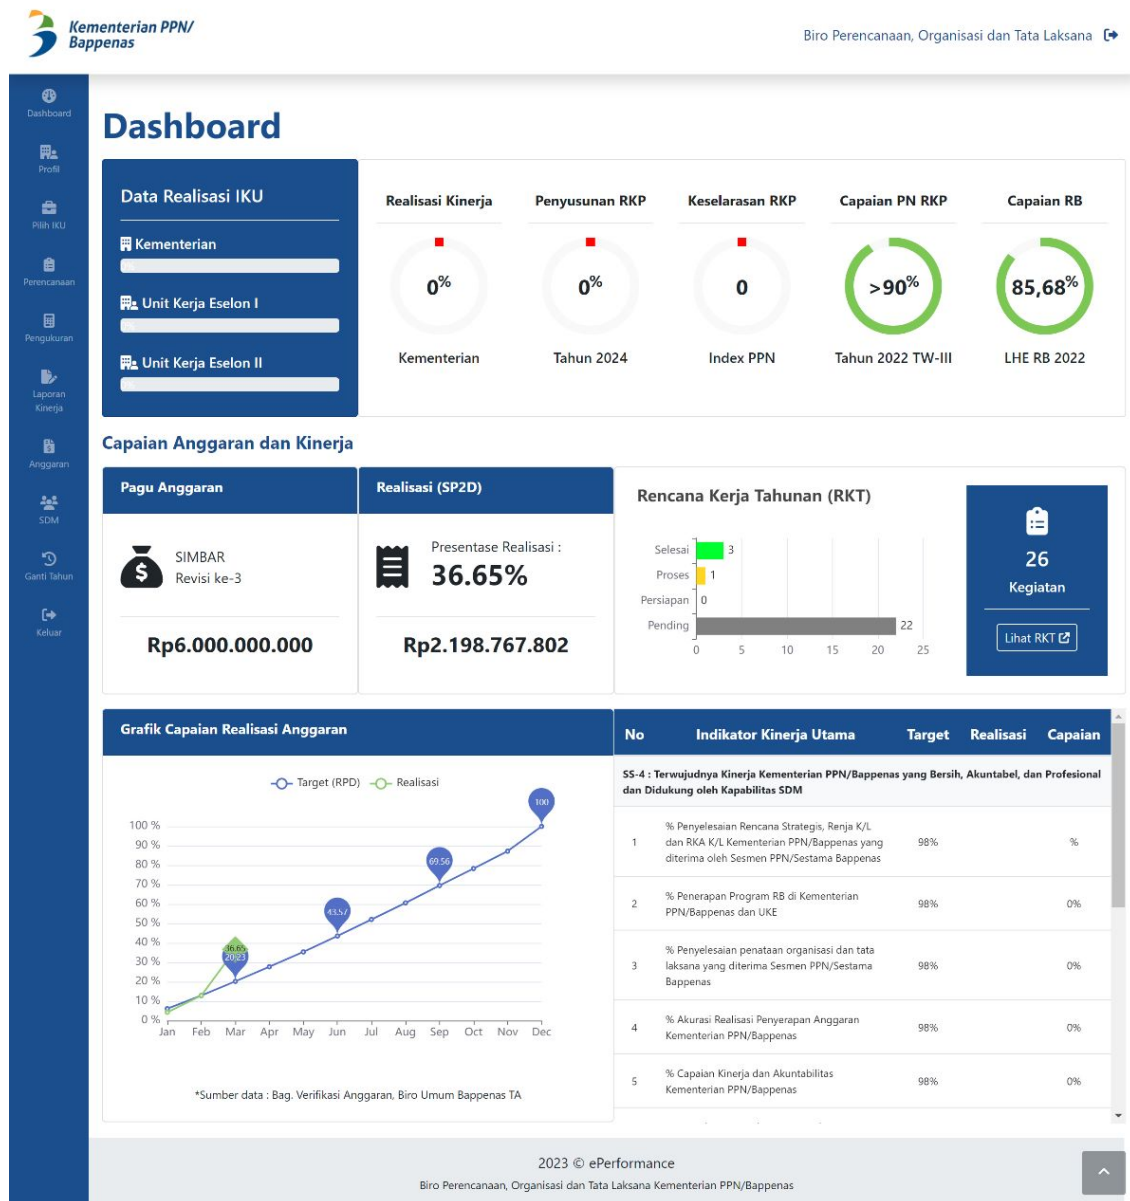 Kementerian PPN/
Bappenas
Biro Perencanaan, Organisasi dan Tata Laksana
Dashboard
Profil
Pilih IKU
Perencanaan
Pengukuran
Laporan
Kinerja
Anggaran
SDM
Ganti Tahun
Keluar
Dashboard
Data Realisasi IKU
Kementerian
Unit Kerja Eselon I
Unit Kerja Eselon II
Realisasi Kinerja
0%
Kementerian
Penyusunan RKP
0%
Tahun 2024
Keselarasan RKP
0
Index PPN
Capaian PN RKP
>90%
Tahun 2022 TW-III
Capaian RB
85,68%
LHE RB 2022
Capaian Anggaran dan Kinerja
Pagu Anggaran
SIMBAR
Revisi ke-3
Rp6.000.000.000
Realisasi (SP2D)
Presentase Realisasi :
36.65%
Rp2.198.767.802
Rencana Kerja Tahunan (RKT)
Selesai 3
Proses 1
Persiapan 0
Pending 22
0 5 10 15 20 25
26
Kegiatan
Lihat RKT
Grafik Capaian Realisasi Anggaran
Target (RPD) Realisasi
100 %
90 %
80 %
70 %
60 %
50 %
40 %
30 %
20 %
10 %
0 %
100
69.56
43.57
36.65
20.23
Jan Feb Mar Apr May Jun Jul Aug Sep Oct Nov Dec
*Sumber data : Bag. Verifikasi Anggaran, Biro Umum Bappenas TA
No Indikator Kinerja Utama Target Realisasi Capaian
SS-4 : Terwujudnya Kinerja Kementerian PPN/Bappenas yang Bersih, Akuntabel, dan Profesional
dan Didukung oleh Kapabilitas SDM
% Penyelesaian Rencana Strategis, Renja K/L
1 dan RKA K/L Kementerian PPN/Bappenas yang 98% %
diterima oleh Sesmen PPN/Sestama Bappenas
% Penerapan Program RB di Kementerian
2 PPN/Bappenas dan UKE 98% 0%
% Penyelesaian penataan organisasi dan tata
3 laksana yang diterima Sesmen PPN/Sestama 98% 0%
Bappenas
% Akurasi Realisasi Penyerapan Anggaran
4 Kementerian PPN/Bappenas 98% 0%
% Capaian Kinerja dan Akuntabilitas
5 Kementerian PPN/Bappenas 98% 0%
2023 © ePerformance
Biro Perencanaan, Organisasi dan Tata Laksana Kementerian PPN/Bappenas